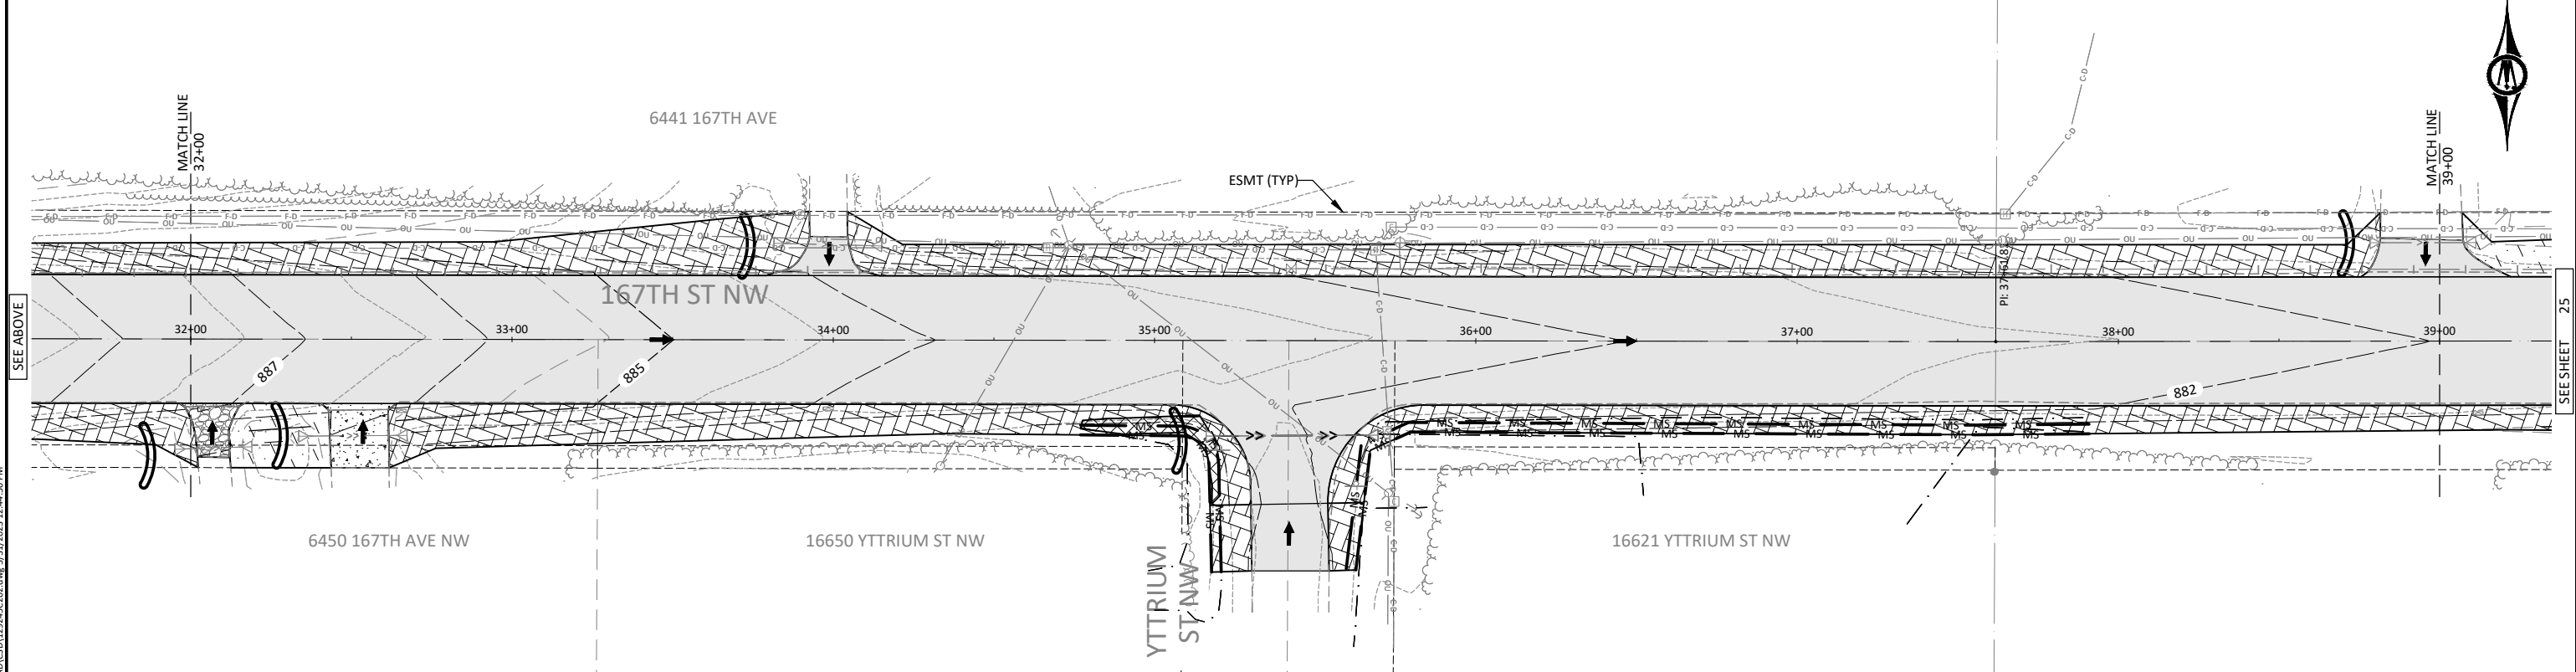 MATCH LINE
32+00
6441 167TH AVE
ESMT (TYP)
MATCH LINE
39+00
167TH ST NW
SEE ABOVE
32+00
33+00
34+00
35+00
36+00
37+00
38+00
39+00
887
885
882
SEE SHEET 25
6450 167TH AVE NW
16650 YTTRIUM ST NW
YTTRIUM
ST NW
16621 YTTRIUM ST NW
OU
F-D
C-D
MS